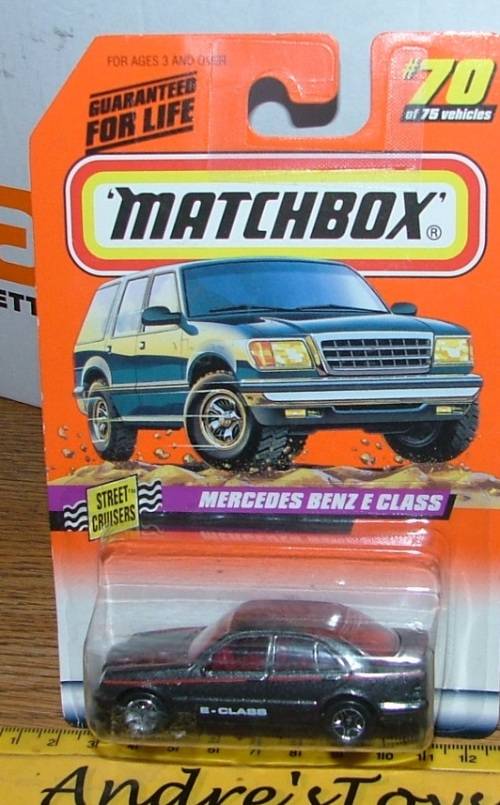 FOR AGES 3 AND OVER
GUARANTEED
FOR LIFE
#70
of 75 vehicles
'MATCHBOX'®
STREET™
CRUISERS
MERCEDES BENZ E CLASS
E-CLASS
Andre'sToys